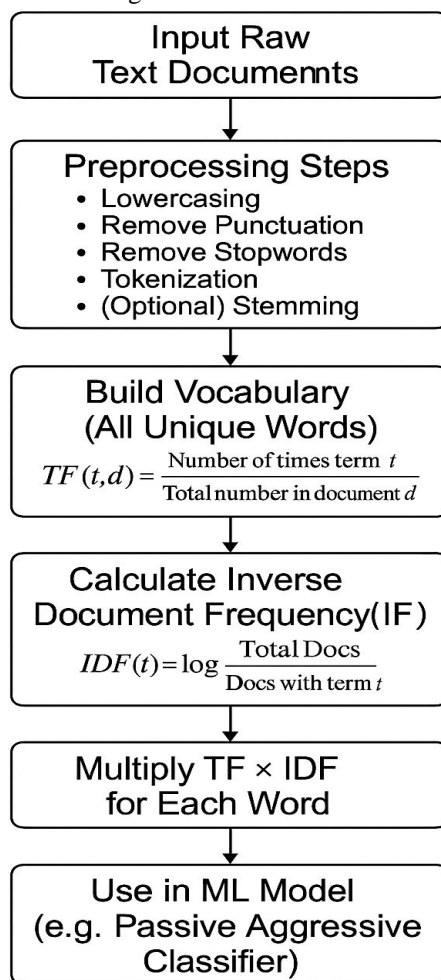 Input Raw
Text Documennts
Preprocessing Steps
• Lowercasing
• Remove Punctuation
• Remove Stopwords
• Tokenization
• (Optional) Stemming
Build Vocabulary
(All Unique Words)
TF(t,d) = Number of times term t / Total number in document d
Calculate Inverse
Document Frequency(IF)
IDF(t) = log Total Docs / Docs with term t
Multiply TF × IDF
for Each Word
Use in ML Model
(e.g. Passive Aggressive
Classifier)